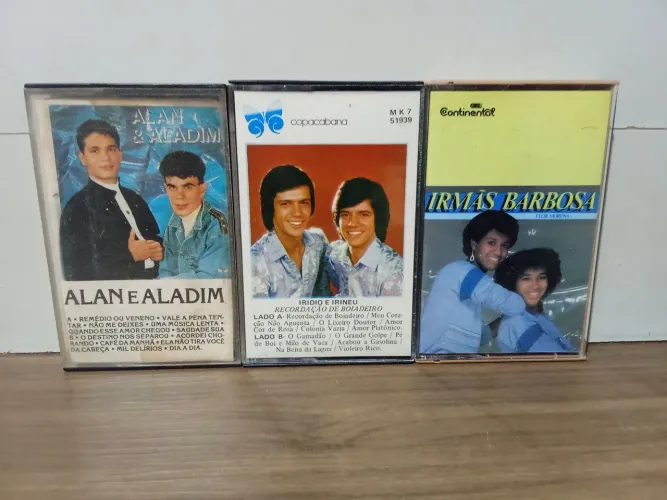 ALAN
& ALADIM
ALAN E ALADIM
A • REMÉDIO OU VENENO • VALE A PENA TEN-
TAR • NÃO ME DEIXES • UMA MÚSICA LENTA •
QUANDO ESSE AMOR CHEGOU • SAUDADE SUA
B • O DESTINO NOS SEPAROU • ACORDEI CHO-
RANDO • CAFÉ DA MANHÃ • ELA NÃO TIRA VOCÊ
DA CABEÇA • MIL DELÍRIOS • DIA A DIA.
copacabana
M K 7
51939
IRIDIO E IRINEU
RECORDAÇÃO DE BOIADEIRO
LADO A- Recordação de Boiadeiro / Meu Cora-
ção Não Aguenta / O Lixeiro Doutor / Amor
Cor de Rosa / Colonia Vazia / Amor Platônico.
LADO B- O Gamadão / O Grande Golpe / Pé
de Boi e Mão de Vaca / Acabou a Gasolina /
Na Beira da Lagoa / Violeiro Rico.
Continental
IRMÃS BARBOSA